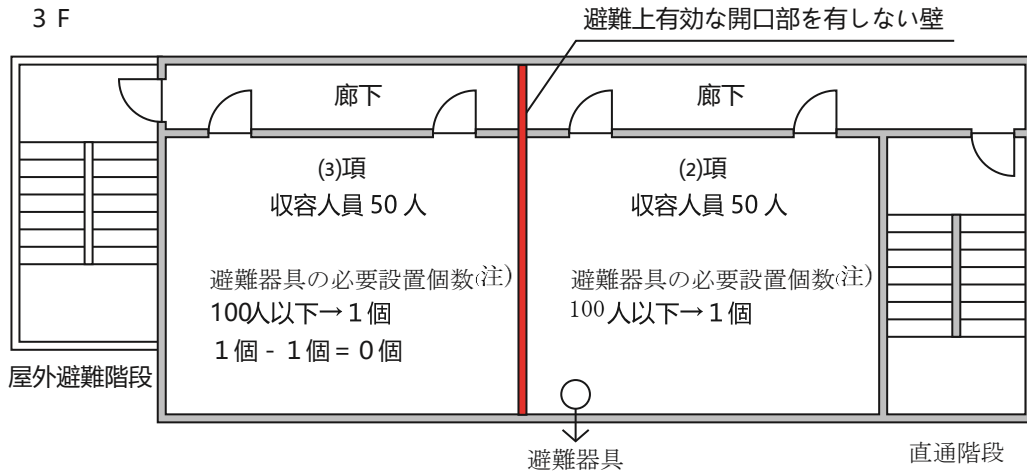 ３Ｆ
避難上有効な開口部を有しない壁
廊下
廊下
(3)項
収容人員 50 人
避難器具の必要設置個数(注)
100人以下→１個
１個 - １個 = ０個
(2)項
収容人員 50 人
避難器具の必要設置個数(注)
100人以下→１個
屋外避難階段
避難器具
直通階段